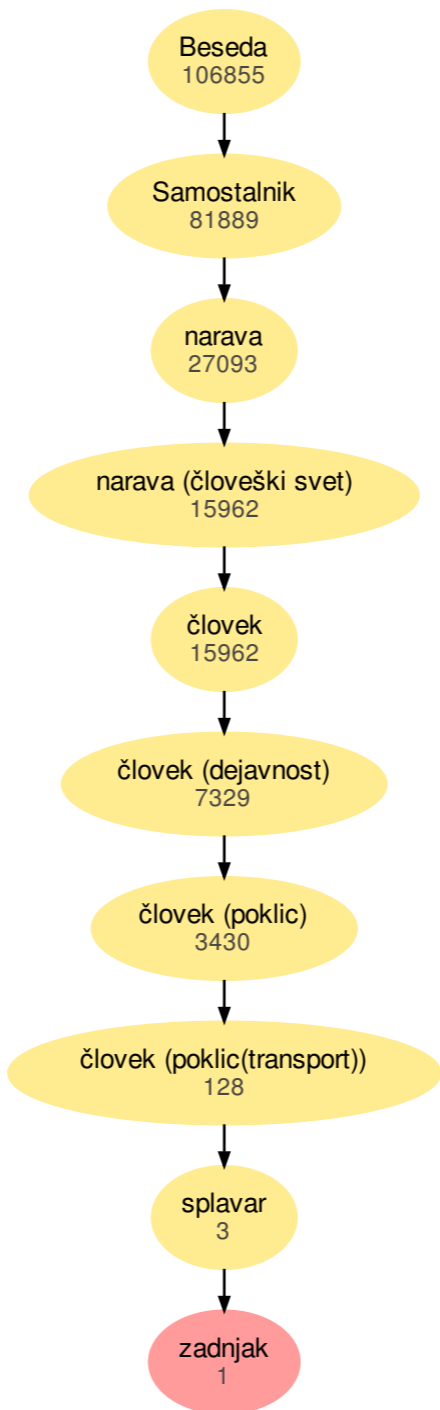 Beseda
106855
Samostalnik
81889
narava
27093
narava (človeški svet)
15962
človek
15962
človek (dejavnost)
7329
človek (poklic)
3430
človek (poklic(transport))
128
splavar
3
zadnjak
1